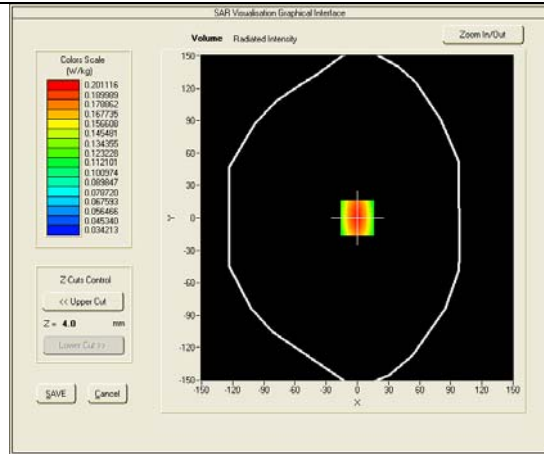 SAR Visualisation Graphical Interface
Volume Radiated Intensity
Zoom In/Out
Colors Scale
(W/kg)
0.201116
0.189989
0.178862
0.167735
0.156608
0.145481
0.134355
0.123228
0.112101
0.100974
0.089847
0.078720
0.067593
0.056466
0.045340
0.034213
Z Cuts Control
<< Upper Cut
Z = 4.0 mm
Lower Cut >>
SAVE Cancel
150-
120-
90-
60-
30-
0-
-30-
-60-
-90-
-120-
-150-
Y
-150 -120 -90 -60 -30 0 30 60 90 120 150
X